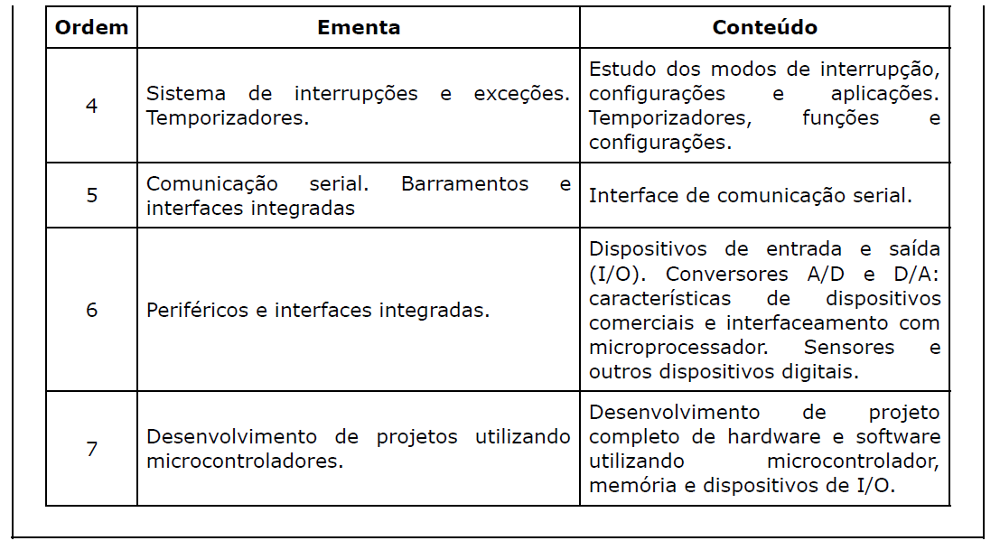 Ordem Ementa Conteúdo
4
Sistema de interrupções e exceções.
Temporizadores.
Estudo dos modos de interrupção,
configurações e aplicações.
Temporizadores, funções e
configurações.
5
Comunicação serial. Barramentos e
interfaces integradas
Interface de comunicação serial.
6
Periféricos e interfaces integradas.
Dispositivos de entrada e saída
(I/O). Conversores A/D e D/A:
características de dispositivos
comerciais e interfaceamento com
microprocessador. Sensores e
outros dispositivos digitais.
7
Desenvolvimento de projetos utilizando
microcontroladores.
Desenvolvimento de projeto
completo de hardware e software
utilizando microcontrolador,
memória e dispositivos de I/O.